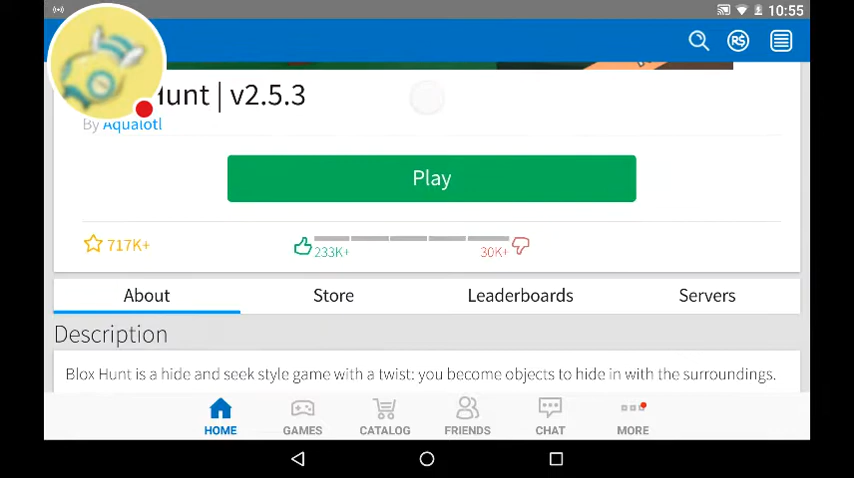 10:55
Hunt | v2.5.3
By Aqualotl
Play
717K+
233K+
30K+
About Store Leaderboards Servers
Description
Blox Hunt is a hide and seek style game with a twist: you become objects to hide in with the surroundings.
HOME GAMES CATALOG FRIENDS CHAT MORE